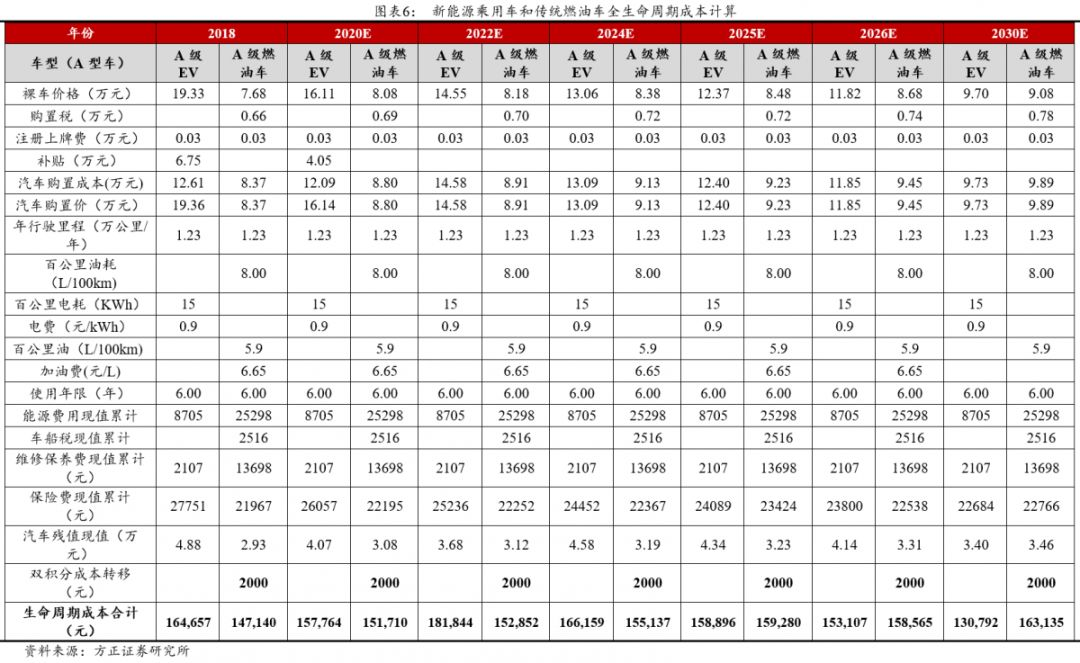 图表6： 新能源乘用车和传统燃油车全生命周期成本计算
年份 2018 2020E 2022E 2024E 2025E 2026E 2030E
车型（A 型车） A 级 EV A 级燃油车 A 级 EV A 级燃油车 A 级 EV A 级燃油车 A 级 EV A 级燃油车 A 级 EV A 级燃油车 A 级 EV A 级燃油车 A 级 EV A 级燃油车
裸车价格（万元） 19.33 7.68 16.11 8.08 14.55 8.18 13.06 8.38 12.37 8.48 11.82 8.68 9.70 9.08
购置税（万元） 0.66 0.69 0.70 0.72 0.72 0.74 0.78
注册上牌费（万元） 0.03 0.03 0.03 0.03 0.03 0.03 0.03 0.03 0.03 0.03 0.03 0.03 0.03 0.03
补贴（万元） 6.75 4.05
汽车购置成本(万元) 12.61 8.37 12.09 8.80 14.58 8.91 13.09 9.13 12.40 9.23 11.85 9.45 9.73 9.89
汽车购置价（万元） 19.36 8.37 16.14 8.80 14.58 8.91 13.09 9.13 12.40 9.23 11.85 9.45 9.73 9.89
年行驶里程（万公里/年） 1.23 1.23 1.23 1.23 1.23 1.23 1.23 1.23 1.23 1.23 1.23 1.23 1.23 1.23
百公里油耗（L/100km) 8.00 8.00 8.00 8.00 8.00 8.00 8.00
百公里电耗（KWh） 15 15 15 15 15 15 15
电费（元/kWh） 0.9 0.9 0.9 0.9 0.9 0.9 0.9
百公里油（L/100km) 5.9 5.9 5.9 5.9 5.9 5.9 5.9
加油费(元/L) 6.65 6.65 6.65 6.65 6.65 6.65
使用年限（年） 6.00 6.00 6.00 6.00 6.00 6.00 6.00 6.00 6.00 6.00 6.00 6.00 6.00 6.00
能源费用现值累计 8705 25298 8705 25298 8705 25298 8705 25298 8705 25298 8705 25298 8705 25298
车船税现值累计 2516 2516 2516 2516 2516 2516 2516
维修保养费现值累计（元） 2107 13698 2107 13698 2107 13698 2107 13698 2107 13698 2107 13698 2107 13698
保险费现值累计（元） 27751 21967 26057 22195 25236 22252 24452 22367 24089 23424 23800 22538 22684 22766
汽车残值现值（万元） 4.88 2.93 4.07 3.08 3.68 3.12 4.58 3.19 4.34 3.23 4.14 3.31 3.40 3.46
双积分成本转移（元） 2000 2000 2000 2000 2000 2000 2000
生命周期成本合计（元） 164,657 147,140 157,764 151,710 181,844 152,852 166,159 155,137 158,896 159,280 153,107 158,565 130,792 163,135
资料来源：方正证券研究所